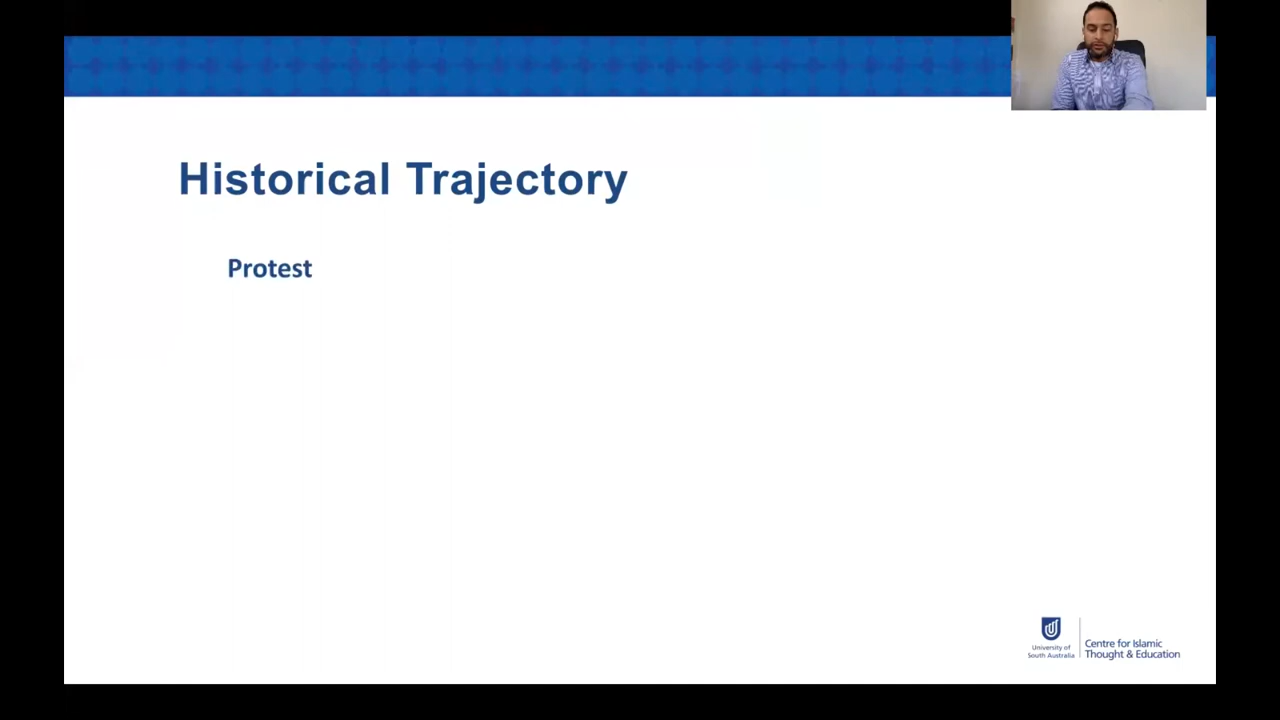 Historical Trajectory
Protest
University of
South Australia
Centre for Islamic
Thought & Education